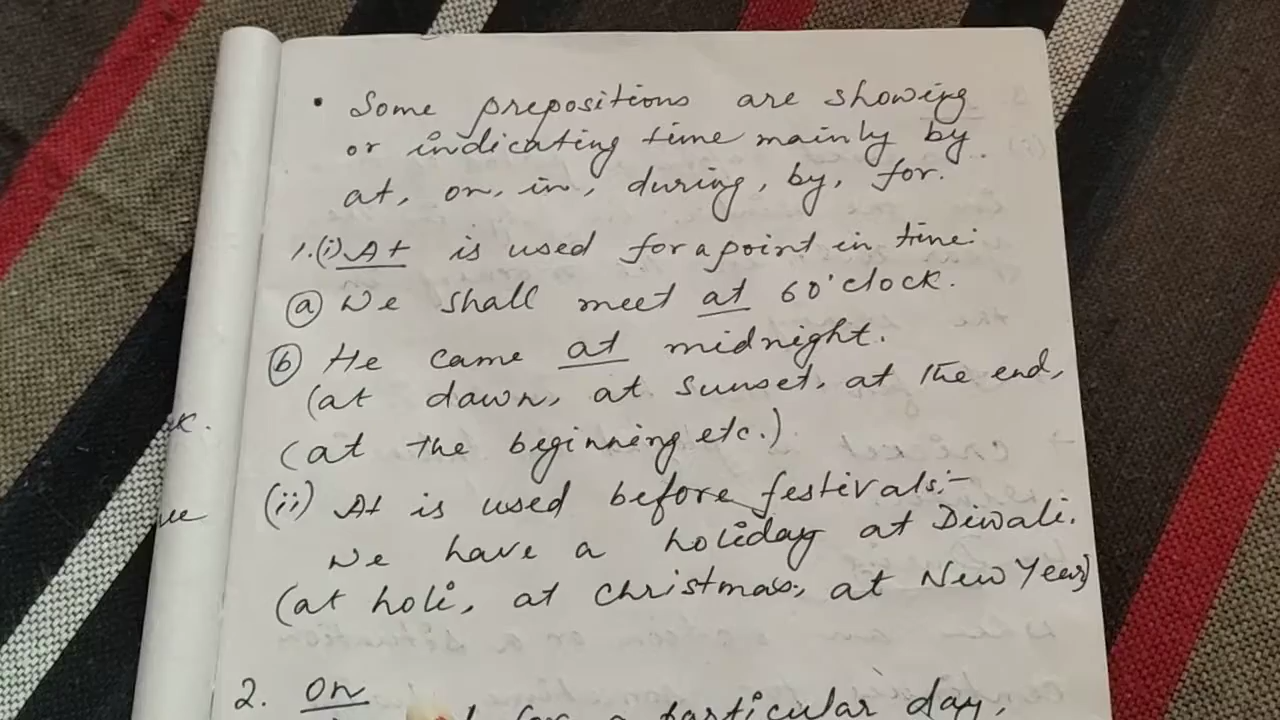 • Some prepositions are showing
or indicating time mainly by
at, on, in, during, by, for.
1.(i) At is used for a point in time:
(a) We shall meet at 6 o'clock.
(b) He came at midnight.
(at dawn, at sunset, at the end,
(at the beginning etc.)
(ii) At is used before festivals:-
We have a holiday at Diwali.
(at holi, at christmas, at New Year)
2. On
for a particular day,